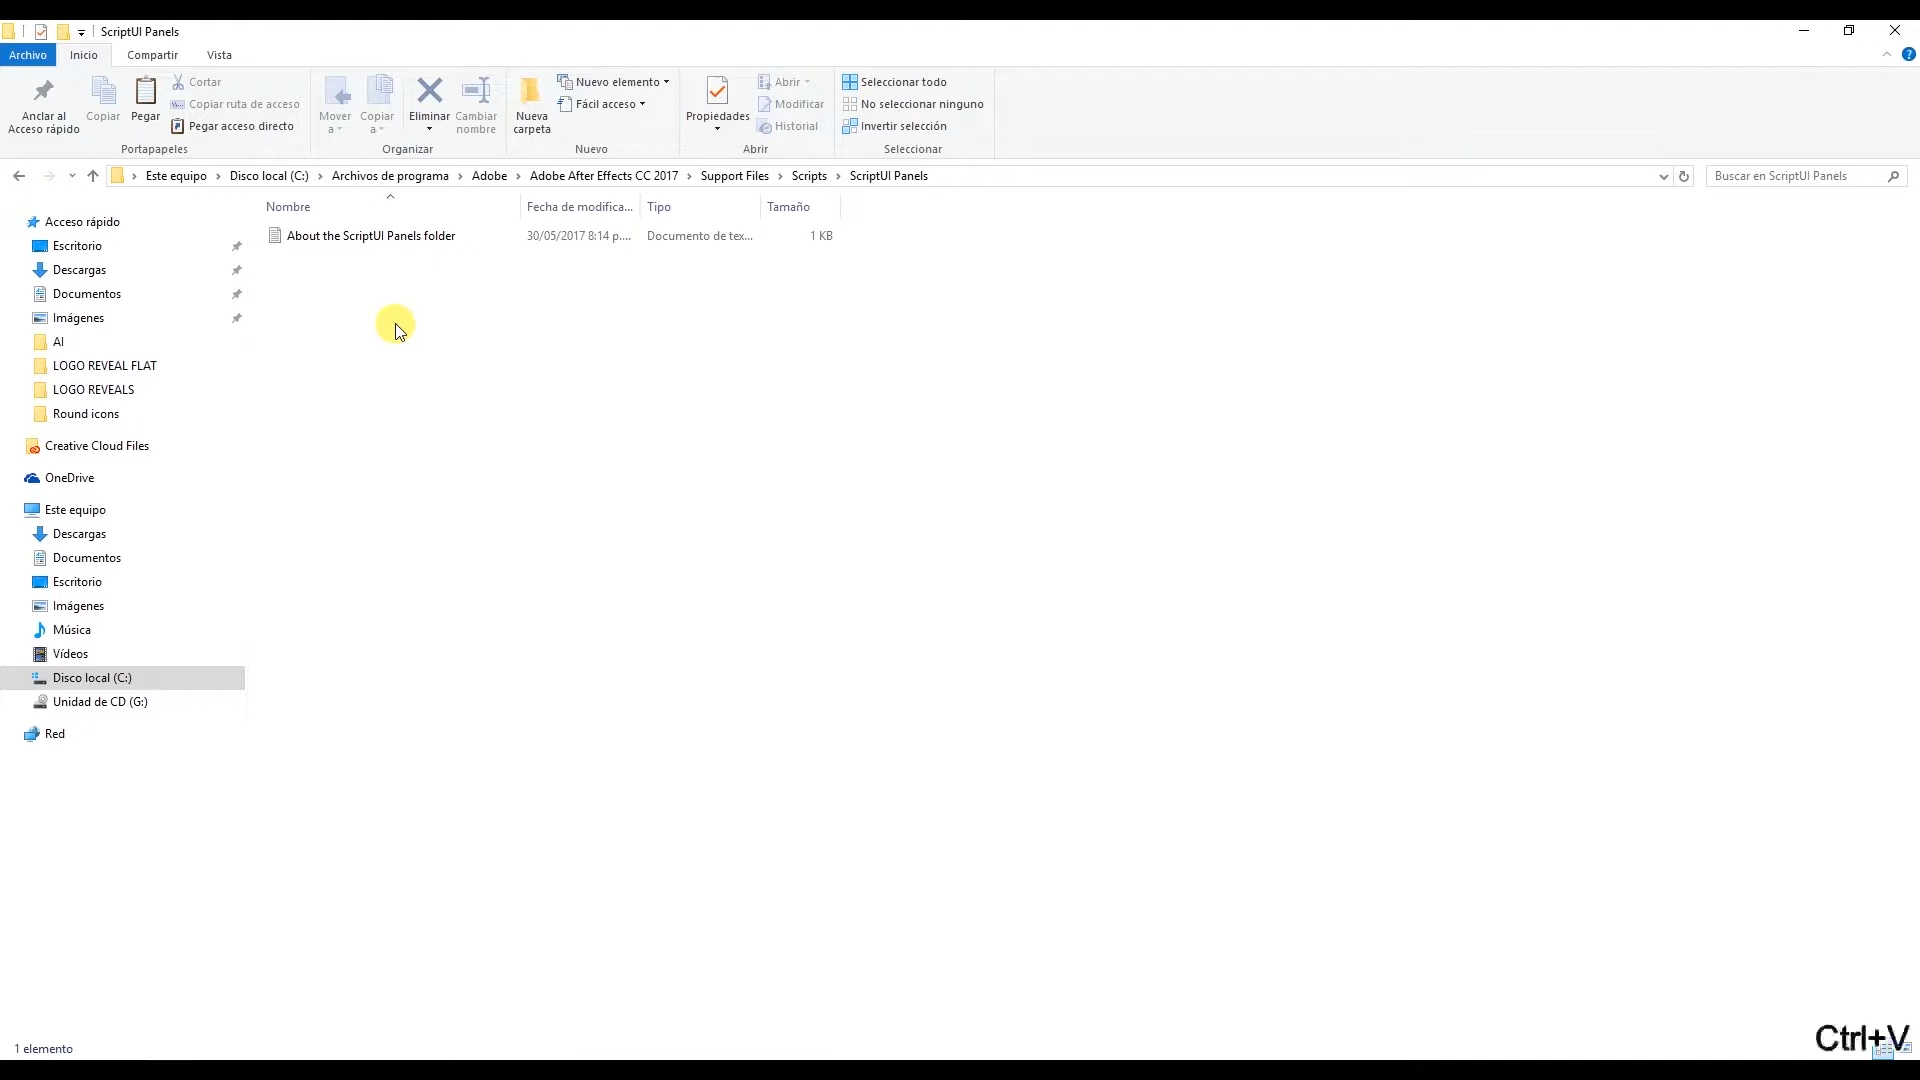 ScriptUI Panels
Archivo Inicio Compartir Vista
Anclar al Acceso rápido
Copiar
Pegar
Cortar
Copiar ruta de acceso
Pegar acceso directo
Portapapeles
Mover a
Copiar a
Eliminar
Cambiar nombre
Organizar
Nueva carpeta
Nuevo elemento
Fácil acceso
Nuevo
Propiedades
Abrir
Modificar
Historial
Abrir
Seleccionar todo
No seleccionar ninguno
Invertir selección
Seleccionar
Este equipo > Disco local (C:) > Archivos de programa > Adobe > Adobe After Effects CC 2017 > Support Files > Scripts > ScriptUI Panels
Buscar en ScriptUI Panels
Nombre Fecha de modifica... Tipo Tamaño
About the ScriptUI Panels folder 30/05/2017 8:14 p.... Documento de tex... 1 KB
Acceso rápido
Escritorio
Descargas
Documentos
Imágenes
AI
LOGO REVEAL FLAT
LOGO REVEALS
Round icons
Creative Cloud Files
OneDrive
Este equipo
Descargas
Documentos
Escritorio
Imágenes
Música
Vídeos
Disco local (C:)
Unidad de CD (G:)
Red
1 elemento
Ctrl+V